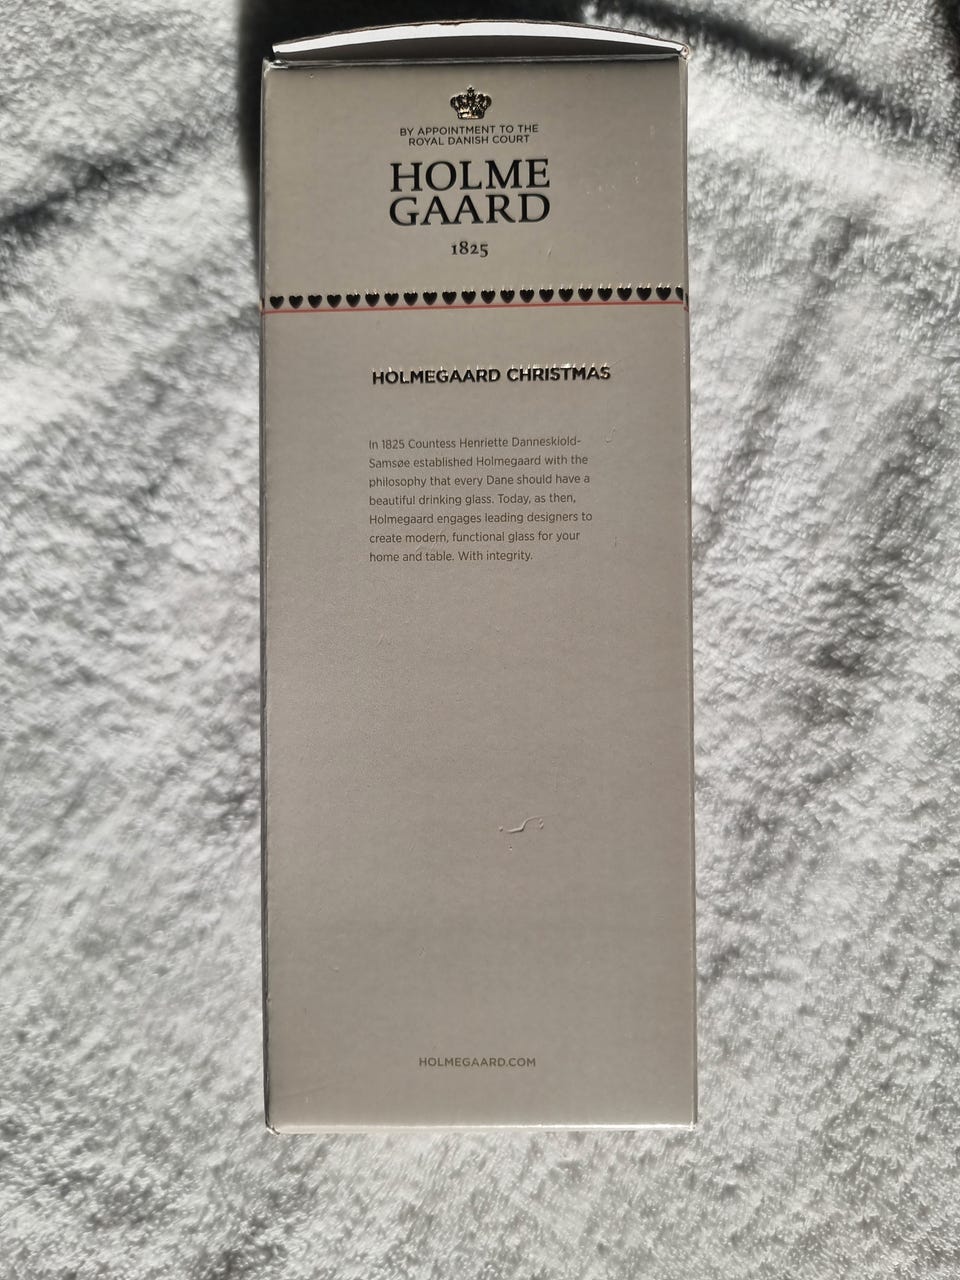 BY APPOINTMENT TO THE
ROYAL DANISH COURT
HOLME
GAARD
1825
HOLMEGAARD CHRISTMAS
In 1825 Countess Henriette Danneskiold-
Samsøe established Holmegaard with the
philosophy that every Dane should have a
beautiful drinking glass. Today, as then,
Holmegaard engages leading designers to
create modern, functional glass for your
home and table. With integrity.
HOLMEGAARD.COM